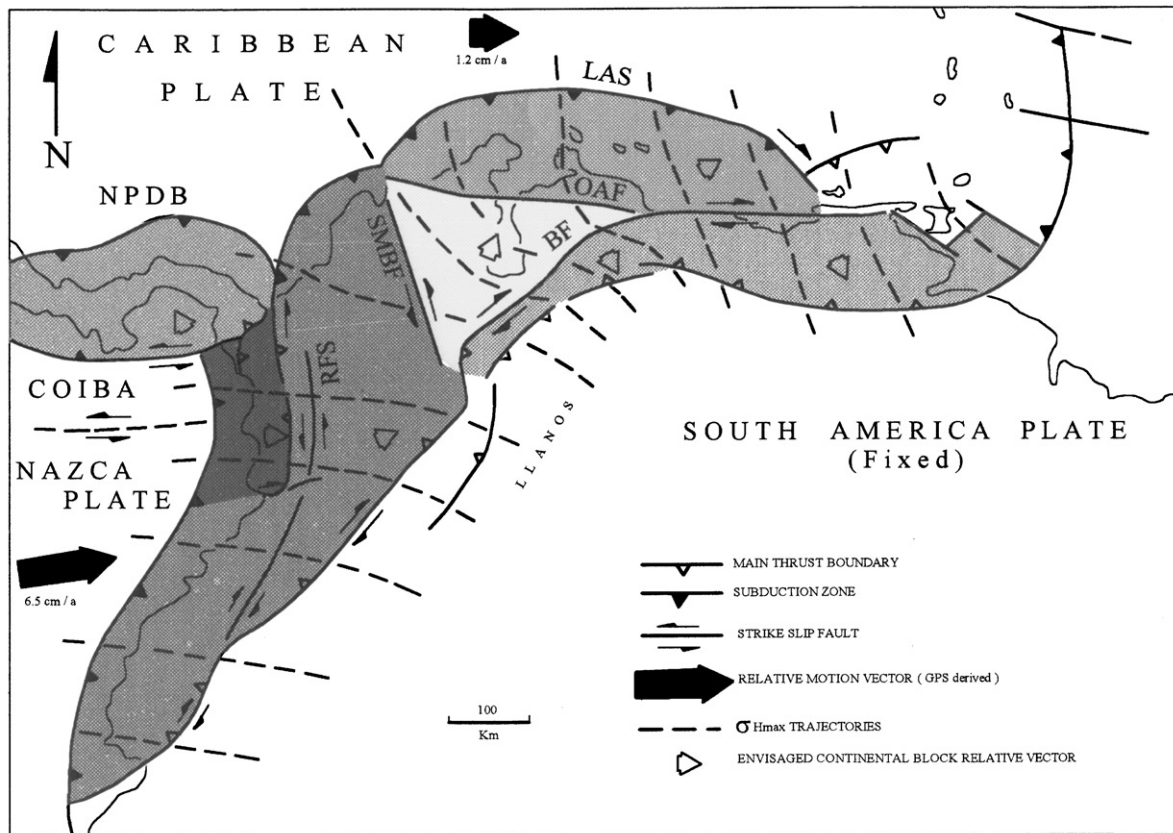 CARIBBEAN
PLATE
1.2 cm / a
LAS
N
NPDB
OAF
SMBF
BF
RFS
COIBA
NAZCA
PLATE
LLANOS
SOUTH AMERICA PLATE
(Fixed)
6.5 cm / a
MAIN THRUST BOUNDARY
SUBDUCTION ZONE
STRIKE SLIP FAULT
RELATIVE MOTION VECTOR ( GPS derived )
σHmax TRAJECTORIES
ENVISAGED CONTINENTAL BLOCK RELATIVE VECTOR
100
Km